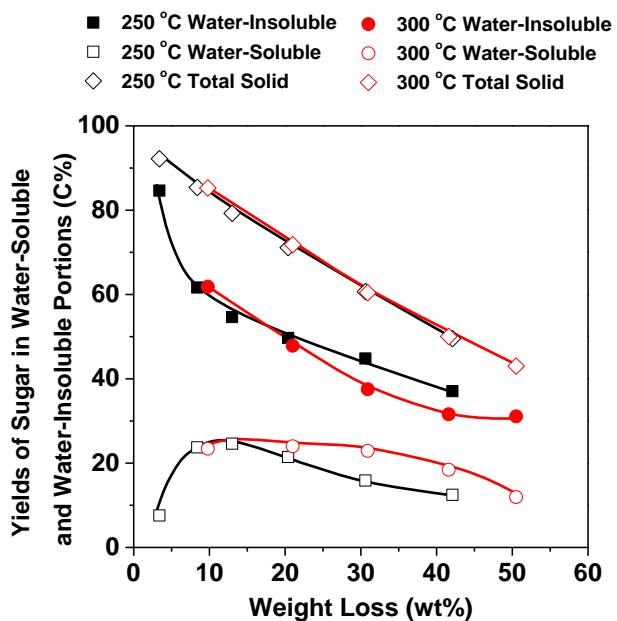 250 °C Water-Insoluble
300 °C Water-Insoluble
250 °C Water-Soluble
300 °C Water-Soluble
250 °C Total Solid
300 °C Total Solid
Yields of Sugar in Water-Soluble
and Water-Insoluble Portions (C%)
100
80
60
40
20
0
0 10 20 30 40 50 60
Weight Loss (wt%)